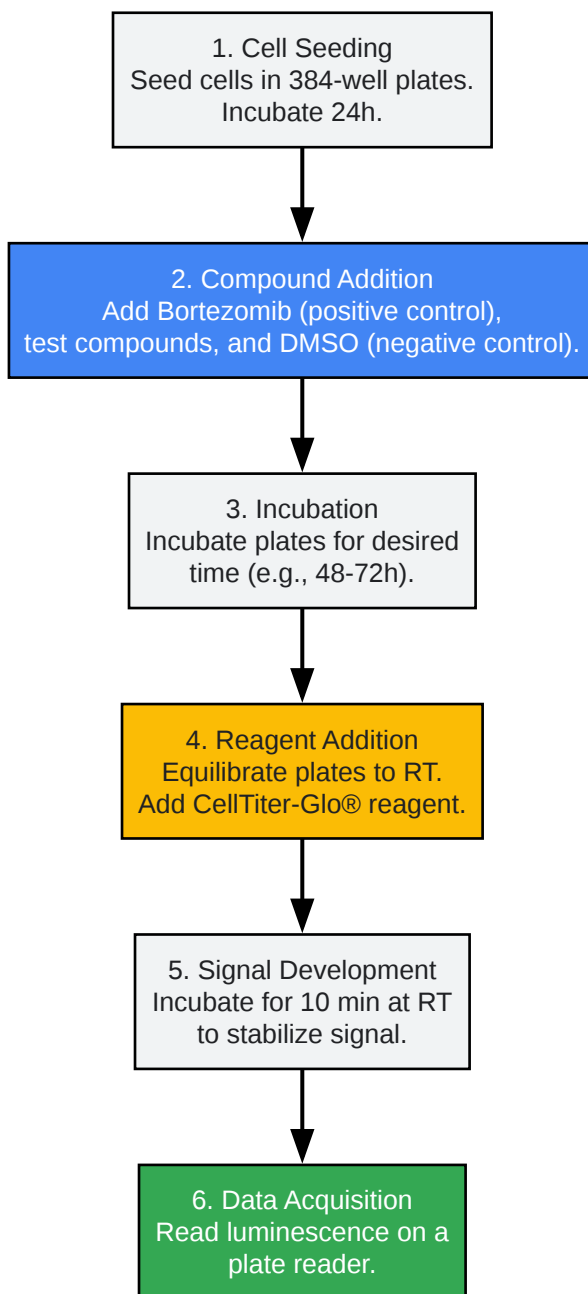 1. Cell Seeding
Seed cells in 384-well plates.
Incubate 24h.
2. Compound Addition
Add Bortezomib (positive control),
test compounds, and DMSO (negative control).
3. Incubation
Incubate plates for desired
time (e.g., 48-72h).
4. Reagent Addition
Equilibrate plates to RT.
Add CellTiter-Glo® reagent.
5. Signal Development
Incubate for 10 min at RT
to stabilize signal.
6. Data Acquisition
Read luminescence on a
plate reader.